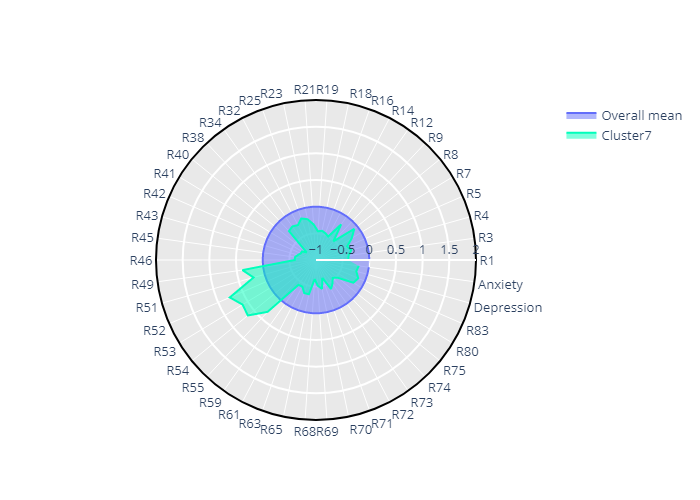 R21 R19
R23 R18
R25 R16
R32 R14
R34 R12
R38 R9
R40 R8
R41 R7
R42 R5
R43 R4
R45 R3
−1 −0.5 0 0.5 1 1.5 2
R46 R1
R49 Anxiety
R51 Depression
R52 R83
R53 R80
R54 R75
R55 R74
R59 R73
R61 R72
R63 R71
R65 R70
R68 R69
Overall mean
Cluster7